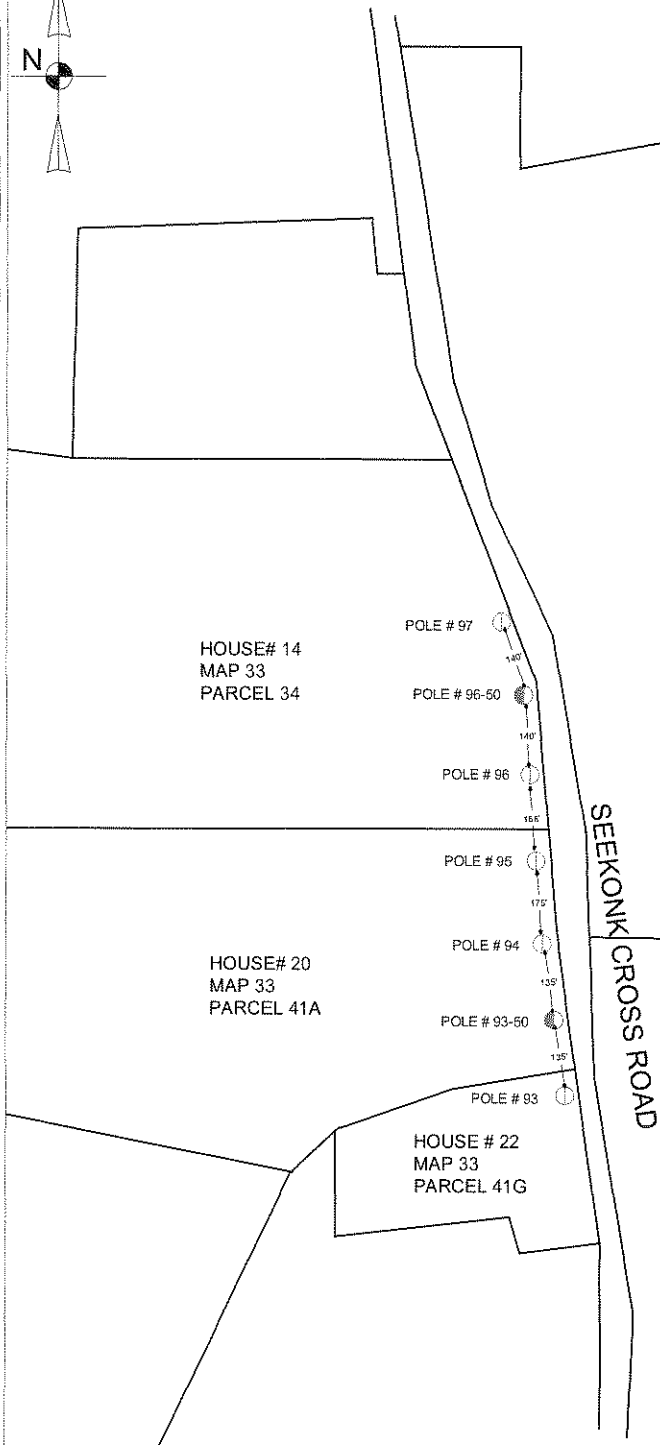 N
POLE # 97
140'
HOUSE# 14
MAP 33
PARCEL 34
POLE # 96-50
140'
POLE # 96
POLE # 95
175'
SEEKONK CROSS ROAD
POLE # 94
HOUSE# 20
MAP 33
PARCEL 41A
135'
POLE # 93-50
135'
POLE # 93
HOUSE # 22
MAP 33
PARCEL 41G